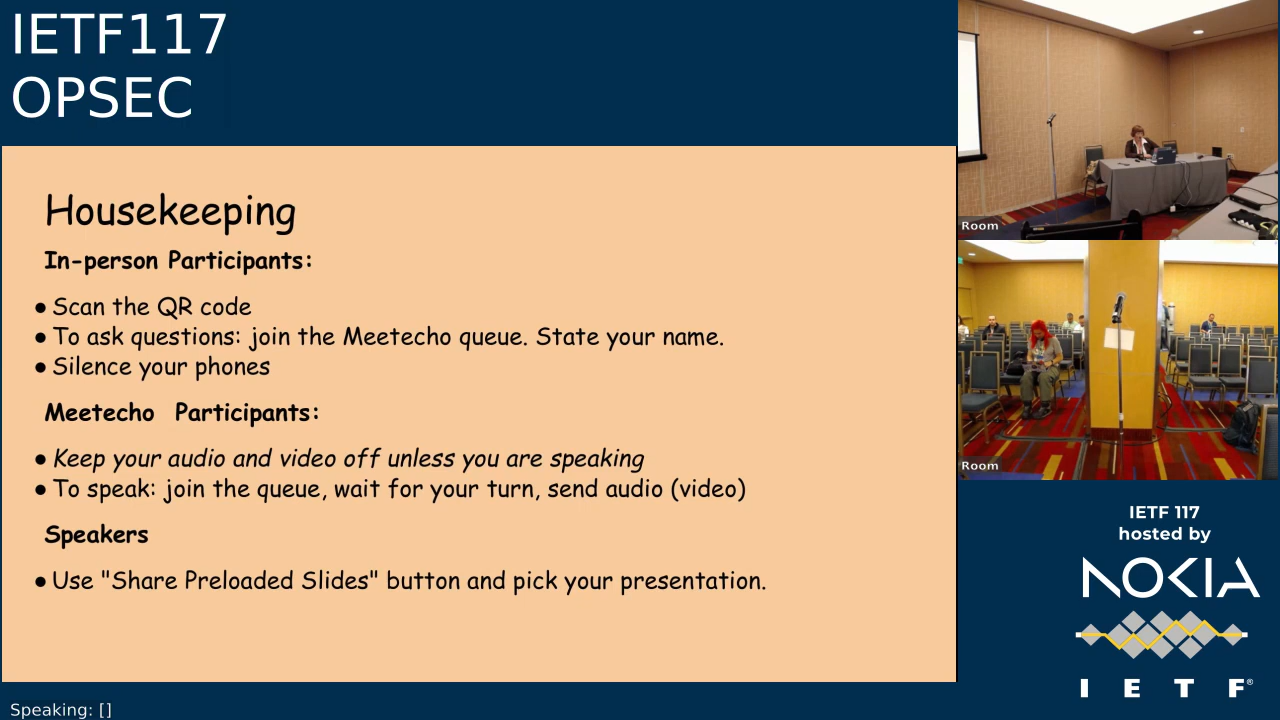 IETF117
OPSEC
Housekeeping
In-person Participants:
● Scan the QR code
● To ask questions: join the Meetecho queue. State your name.
● Silence your phones
Meetecho Participants:
● Keep your audio and video off unless you are speaking
● To speak: join the queue, wait for your turn, send audio (video)
Speakers
● Use "Share Preloaded Slides" button and pick your presentation.
Speaking: []
Room
Room
IETF 117
hosted by
NOKIA
I E T F®